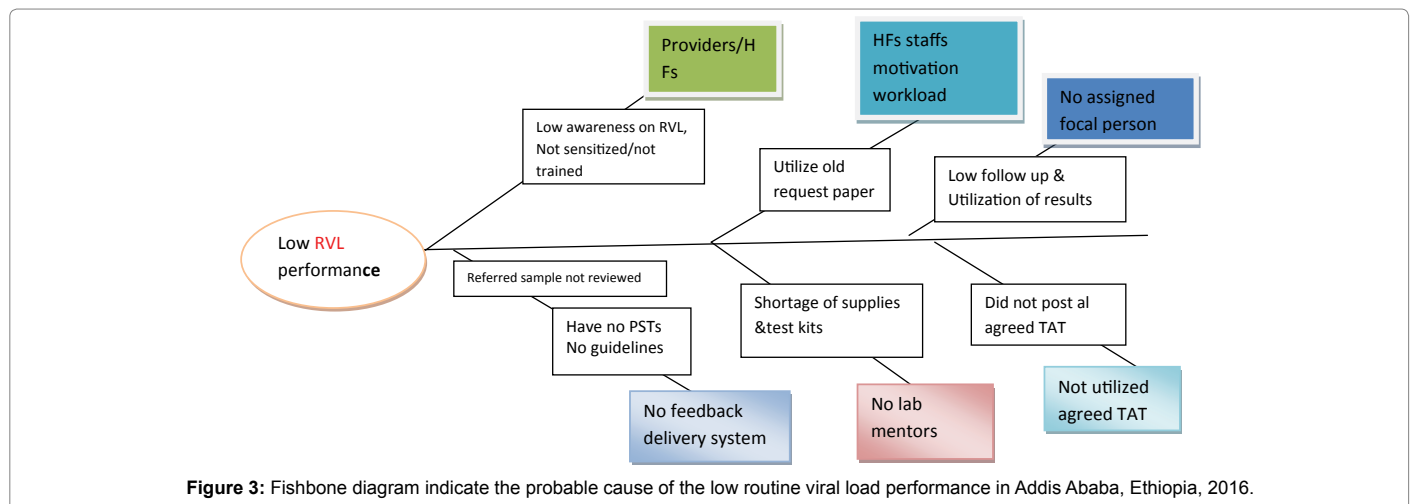 Providers/H
Fs
HFs staffs
motivation
workload
No assigned
focal person
Low awareness on RVL,
Not sensitized/not
trained
Utilize old
request paper
Low follow up &
Utilization of results
Low RVL
performance
Referred sample not reviewed
Have no PSTs
No guidelines
Shortage of supplies
&test kits
Did not post al
agreed TAT
No feedback
delivery system
No lab
mentors
Not utilized
agreed TAT
Figure 3: Fishbone diagram indicate the probable cause of the low routine viral load performance in Addis Ababa, Ethiopia, 2016.